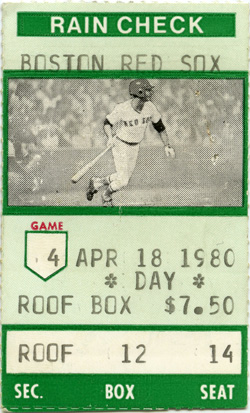 RAIN CHECK
BOSTON RED SOX
RED SOX
GAME
4 APR 18 1980
* DAY *
ROOF BOX $7.50
ROOF 12 14
SEC. BOX SEAT